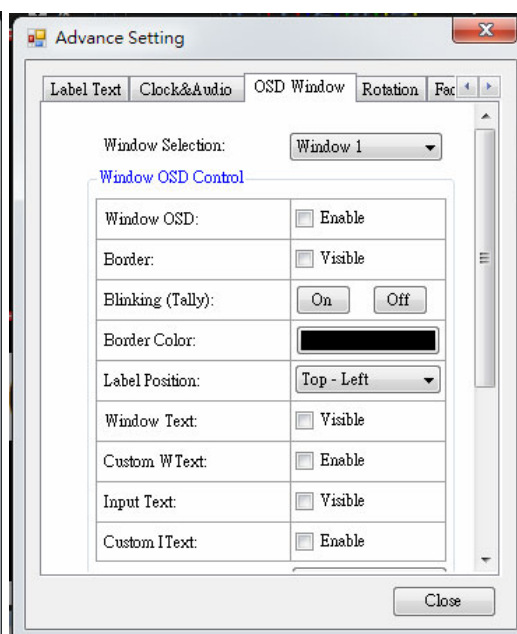 Advance Setting
Label Text Clock&Audio OSD Window Rotation Fac
Window Selection: Window 1
Window OSD Control
Window OSD: Enable
Border: Visible
Blinking (Tally): On Off
Border Color:
Label Position: Top - Left
Window Text: Visible
Custom WText: Enable
Input Text: Visible
Custom IText: Enable
Close